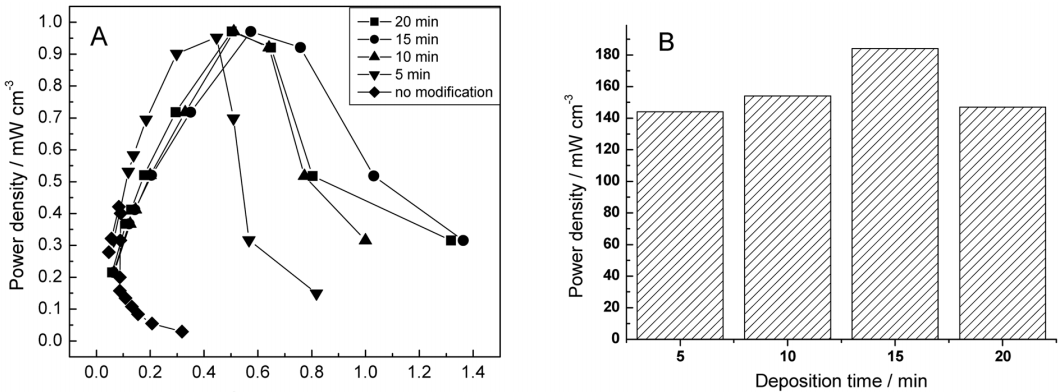 A
20 min
15 min
10 min
5 min
no modification
Power density / mW cm-3
1.0
0.9
0.8
0.7
0.6
0.5
0.4
0.3
0.2
0.1
0.0
0.0 0.2 0.4 0.6 0.8 1.0 1.2 1.4
B
Power density / mW cm-3
180
160
140
120
100
80
60
40
20
0
5 10 15 20
Deposition time / min